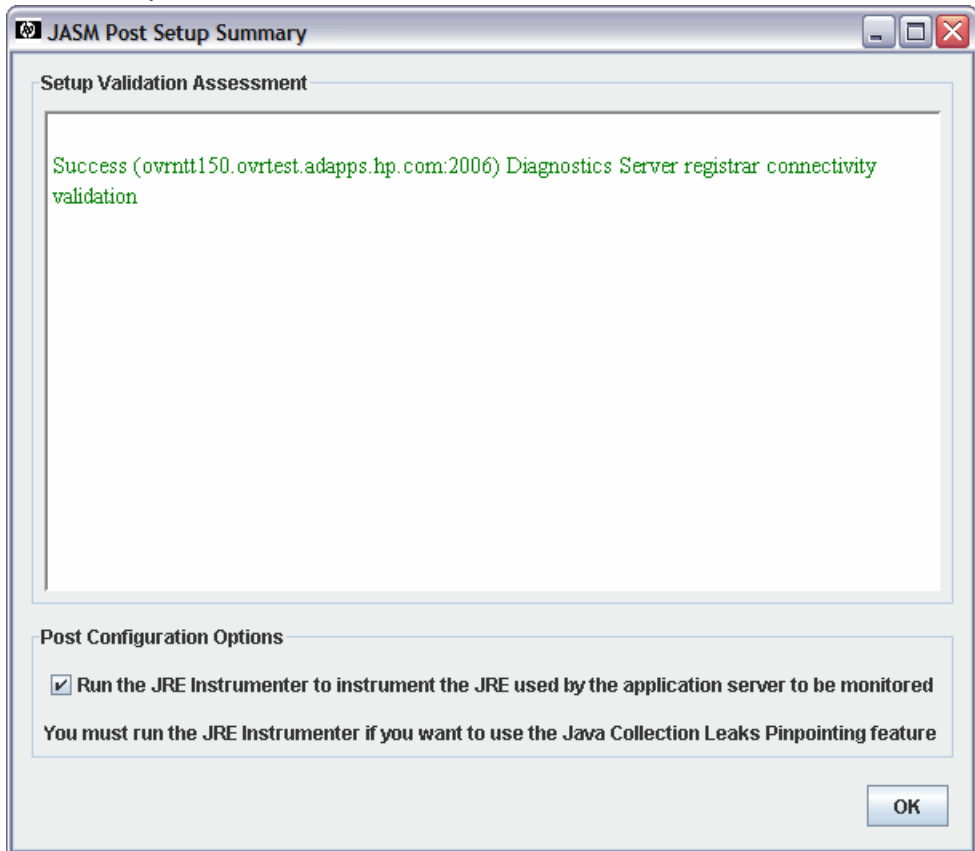 JASM Post Setup Summary
Setup Validation Assessment
Success (ovrntt150.ovrtest.adapps.hp.com:2006) Diagnostics Server registrar connectivity
validation
Post Configuration Options
Run the JRE Instrumenter to instrument the JRE used by the application server to be monitored
You must run the JRE Instrumenter if you want to use the Java Collection Leaks Pinpointing feature
OK